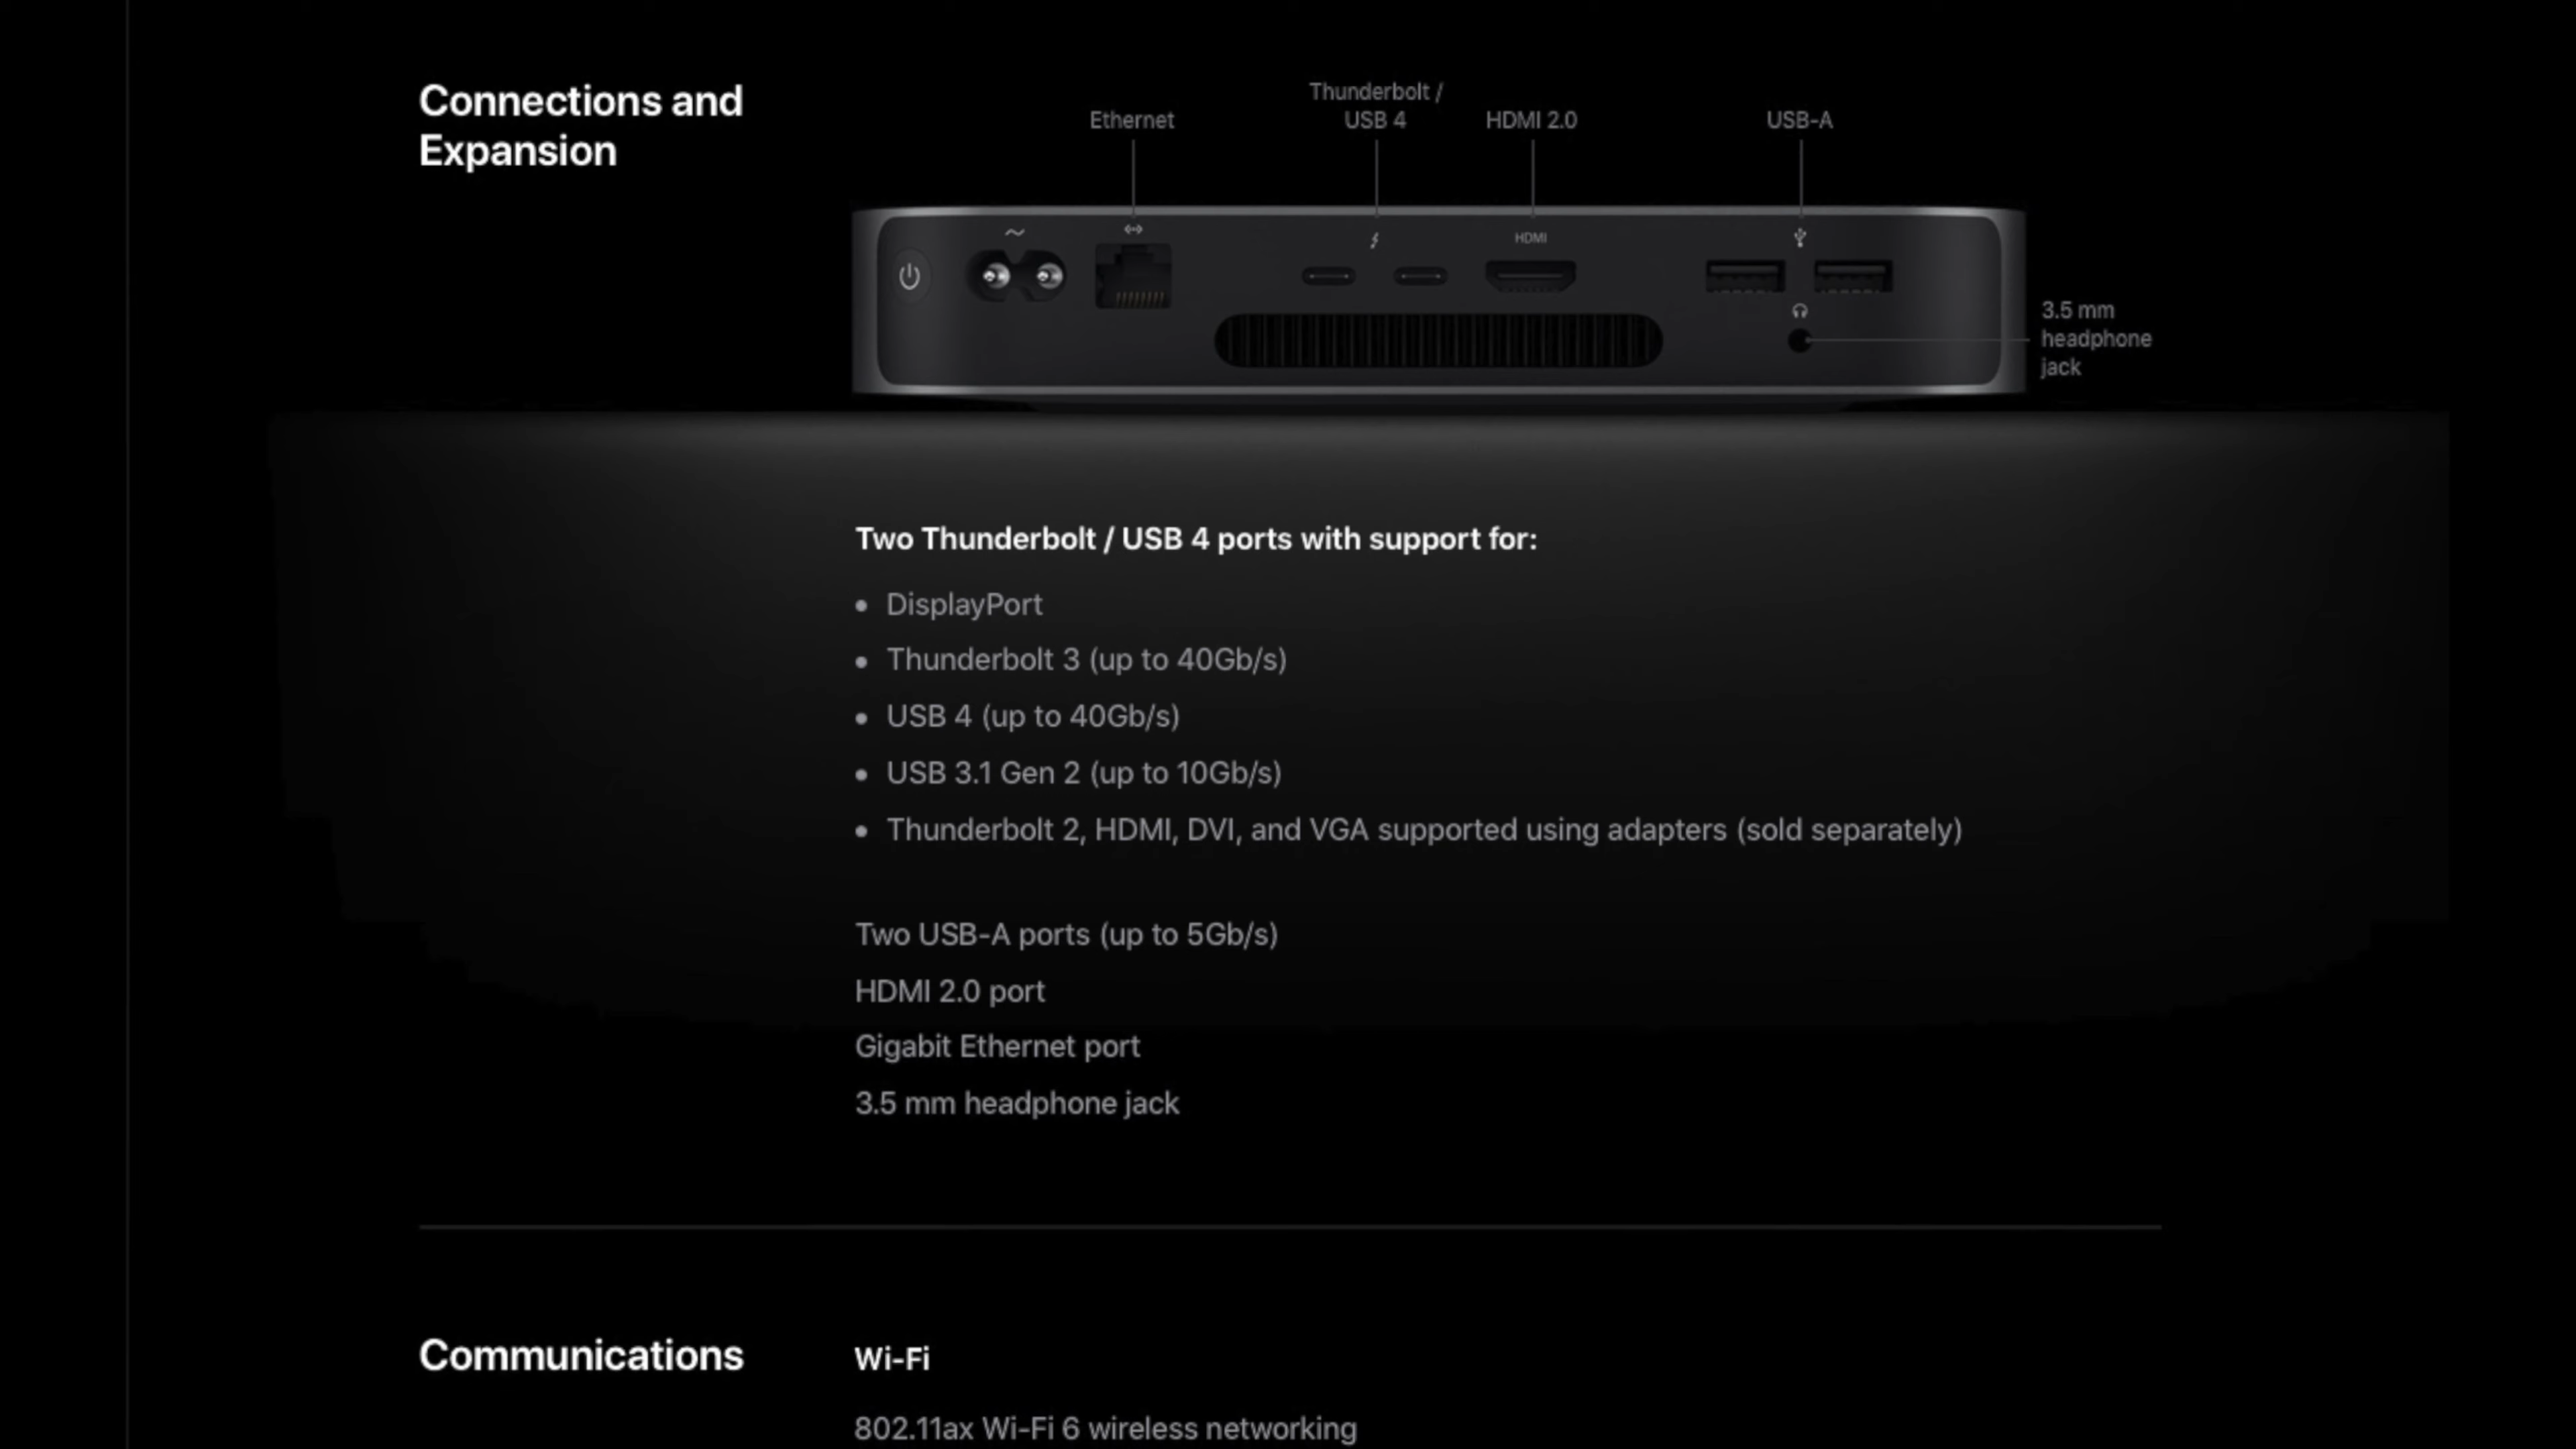 Connections and
Expansion
Ethernet
Thunderbolt /
USB 4
HDMI 2.0
USB-A
HDMI
3.5 mm
headphone
jack
Two Thunderbolt / USB 4 ports with support for:
• DisplayPort
• Thunderbolt 3 (up to 40Gb/s)
• USB 4 (up to 40Gb/s)
• USB 3.1 Gen 2 (up to 10Gb/s)
• Thunderbolt 2, HDMI, DVI, and VGA supported using adapters (sold separately)
Two USB-A ports (up to 5Gb/s)
HDMI 2.0 port
Gigabit Ethernet port
3.5 mm headphone jack
Communications
Wi-Fi
802.11ax Wi-Fi 6 wireless networking